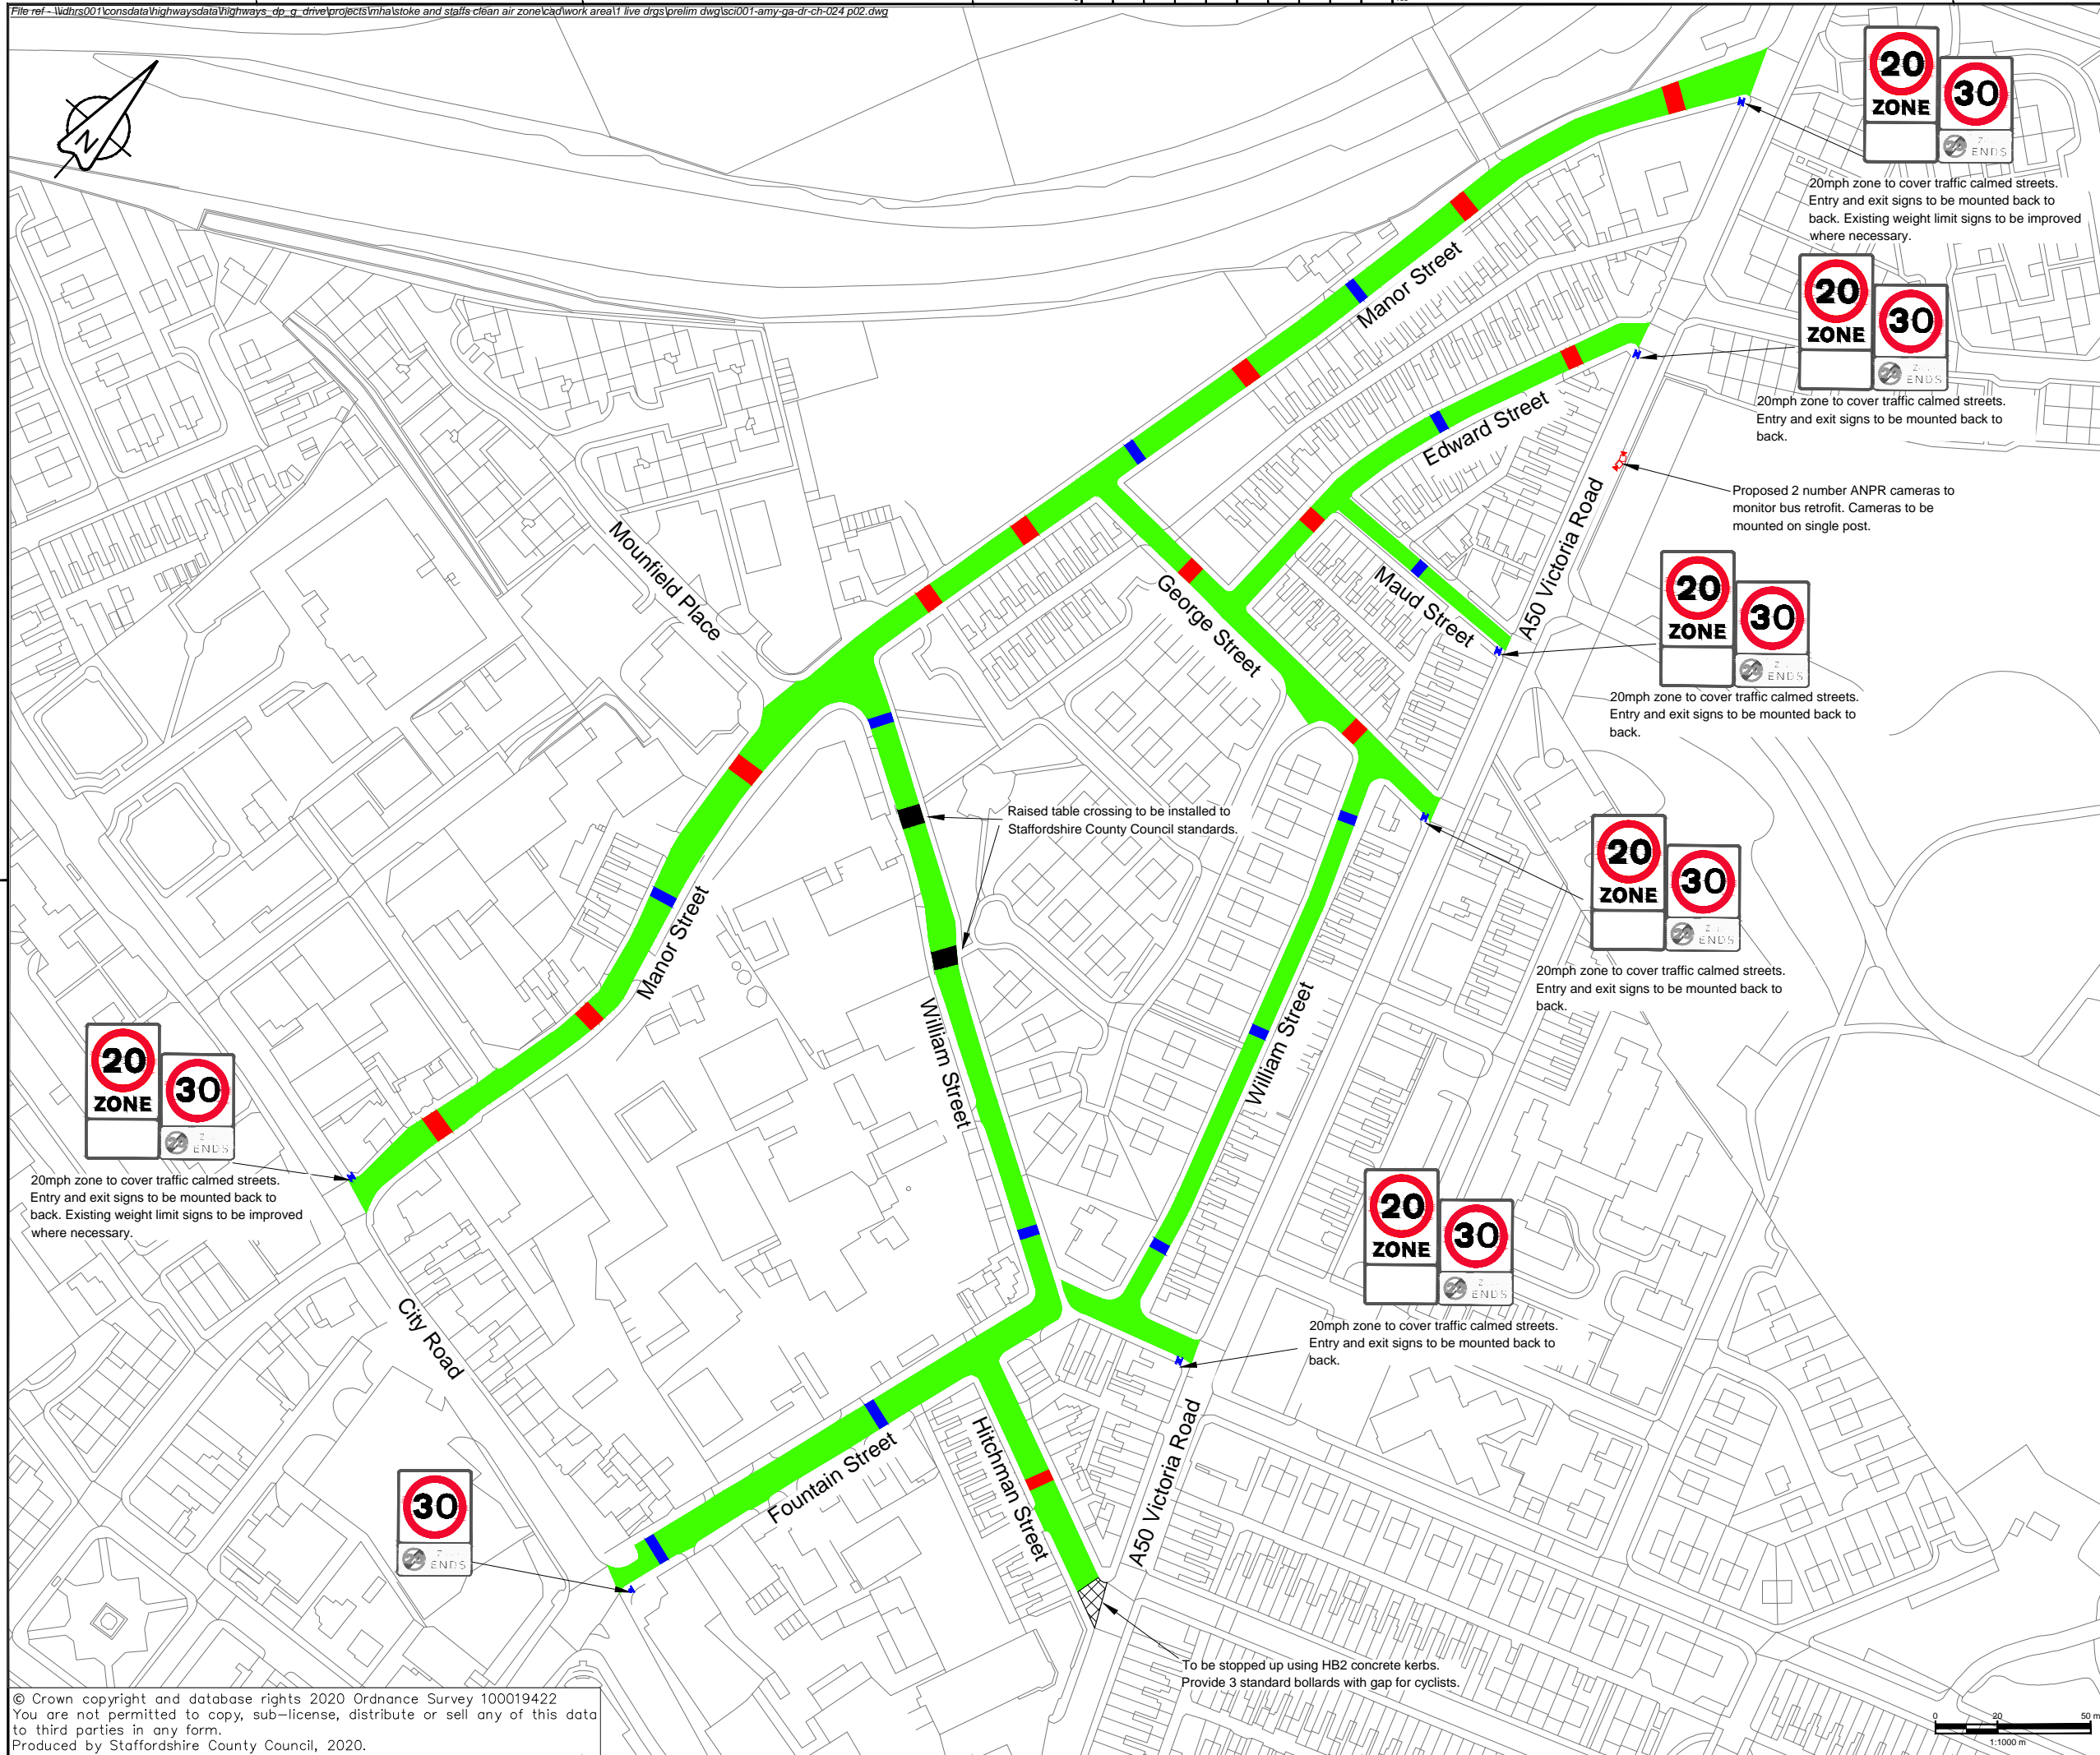 File ref - \\idhrs001\consdata\highwaysdata\highways_dp_g_drive\projects\mha\stoke and staffs clean air zone\cad\work area\1 live drgs\prelim dwg\sci001-amy-ga-dr-ch-024 p02.dwg
N
20
ZONE
30
ENDS
20mph zone to cover traffic calmed streets.
Entry and exit signs to be mounted back to
back. Existing weight limit signs to be improved
where necessary.
20
ZONE
30
ENDS
20mph zone to cover traffic calmed streets.
Entry and exit signs to be mounted back to
back.
Manor Street
Edward Street
Proposed 2 number ANPR cameras to
monitor bus retrofit. Cameras to be
mounted on single post.
A50 Victoria Road
Mounfield Place
George Street
Maud Street
20
ZONE
30
ENDS
20mph zone to cover traffic calmed streets.
Entry and exit signs to be mounted back to
back.
Raised table crossing to be installed to
Staffordshire County Council standards.
20
ZONE
30
ENDS
20mph zone to cover traffic calmed streets.
Entry and exit signs to be mounted back to
back.
Manor Street
William Street
William Street
20
ZONE
30
ENDS
20mph zone to cover traffic calmed streets.
Entry and exit signs to be mounted back to
back. Existing weight limit signs to be improved
where necessary.
20
ZONE
30
ENDS
20mph zone to cover traffic calmed streets.
Entry and exit signs to be mounted back to
back.
City Road
Fountain Street
Hitchman Street
A50 Victoria Road
30
ENDS
To be stopped up using HB2 concrete kerbs.
Provide 3 standard bollards with gap for cyclists.
© Crown copyright and database rights 2020 Ordnance Survey 100019422
You are not permitted to copy, sub-license, distribute or sell any of this data
to third parties in any form.
Produced by Staffordshire County Council, 2020.
0 20 50 m
1:1000 m